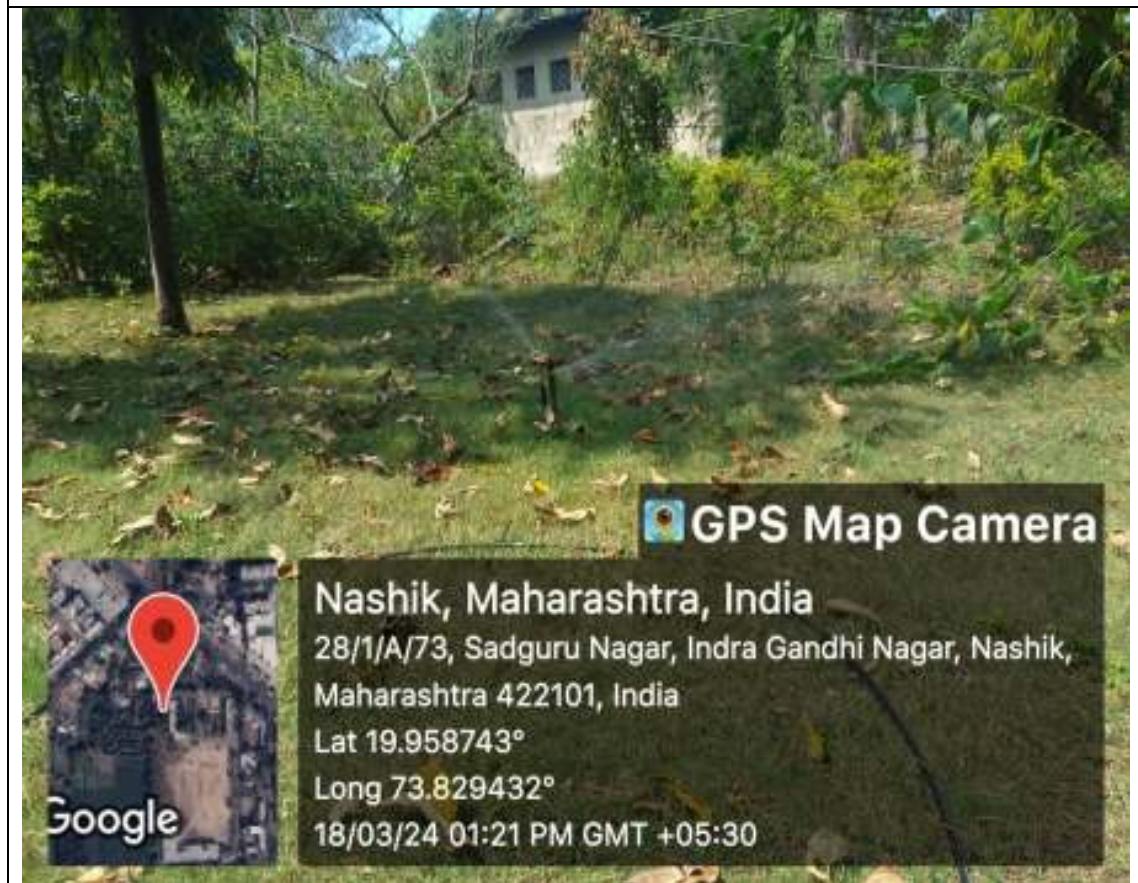 GPS Map Camera
Nashik, Maharashtra, India
28/1/A/73, Sadguru Nagar, Indra Gandhi Nagar, Nashik,
Maharashtra 422101, India
Lat 19.958743°
Long 73.829432°
18/03/24 01:21 PM GMT +05:30
Google